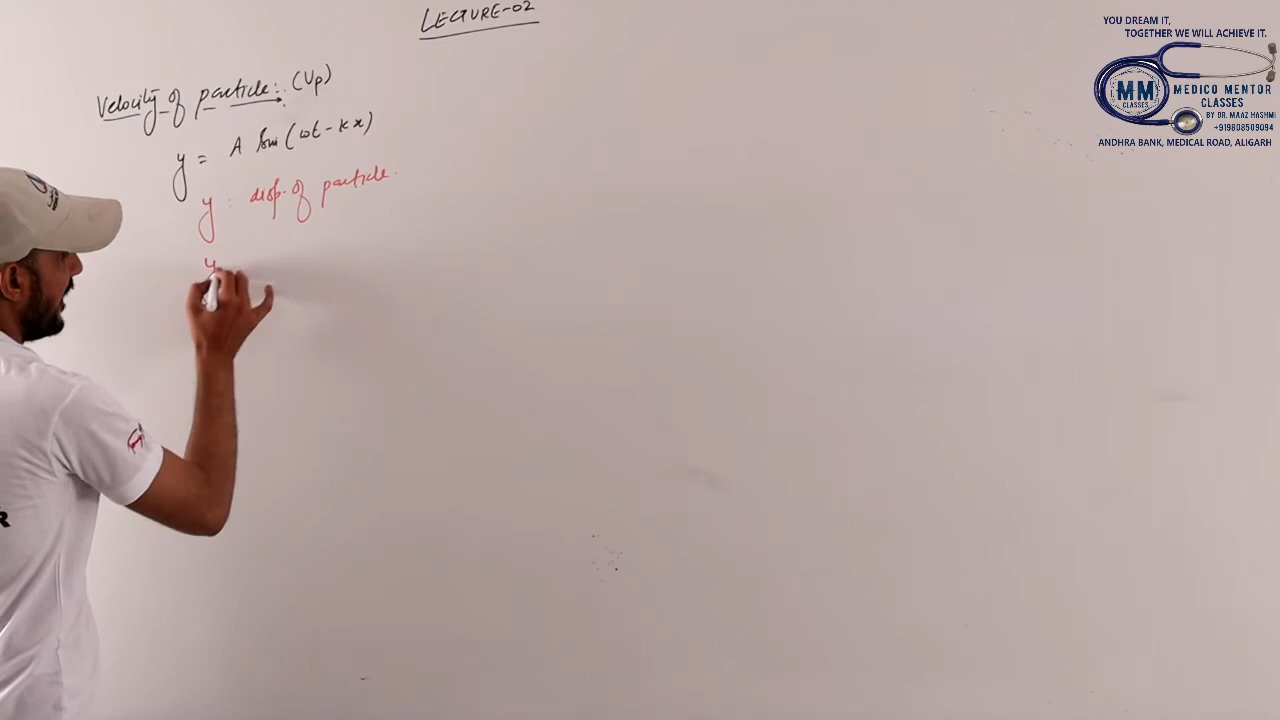 LECTURE-02
YOU DREAM IT,
TOGETHER WE WILL ACHIEVE IT.
MM
CLASSES
MEDICO MENTOR
CLASSES
BY DR. MAAZ HASHMI
+919808509094
ANDHRA BANK, MEDICAL ROAD, ALIGARH
Velocity of particle:. (Vp)
y = A Sin (ωt - kx)
y : disp. of particle.
y